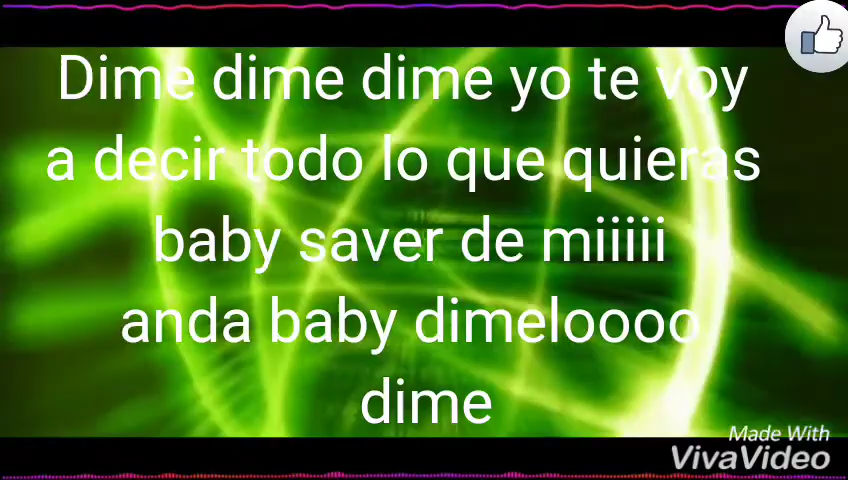 Dime dime dime yo te voy
a decir todo lo que quieras
baby saver de miiiii
anda baby dimeloooo
dime
Made With
VivaVideo